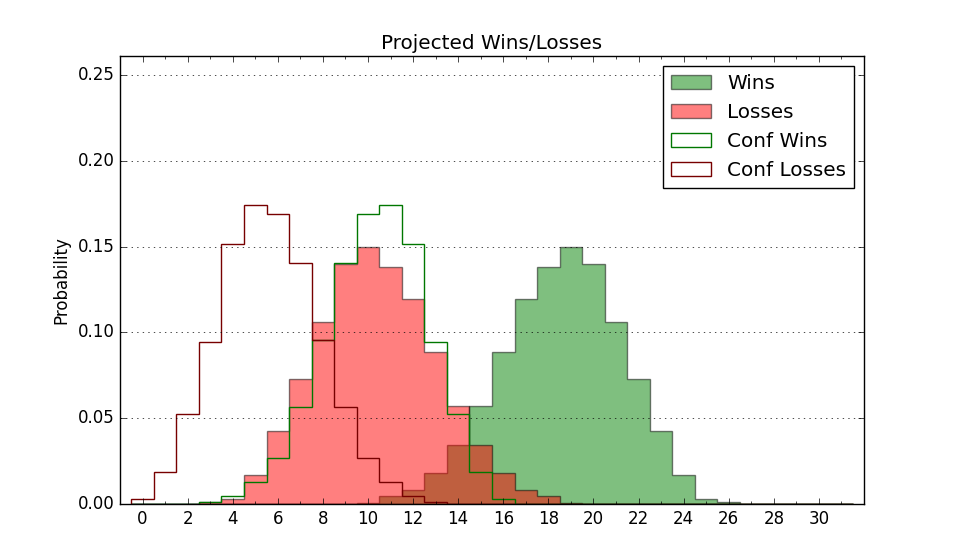 Projected Wins/Losses
0.25
0.20
0.15
0.10
0.05
0.00
Probability
Wins
Losses
Conf Wins
Conf Losses
0 2 4 6 8 10 12 14 16 18 20 22 24 26 28 30